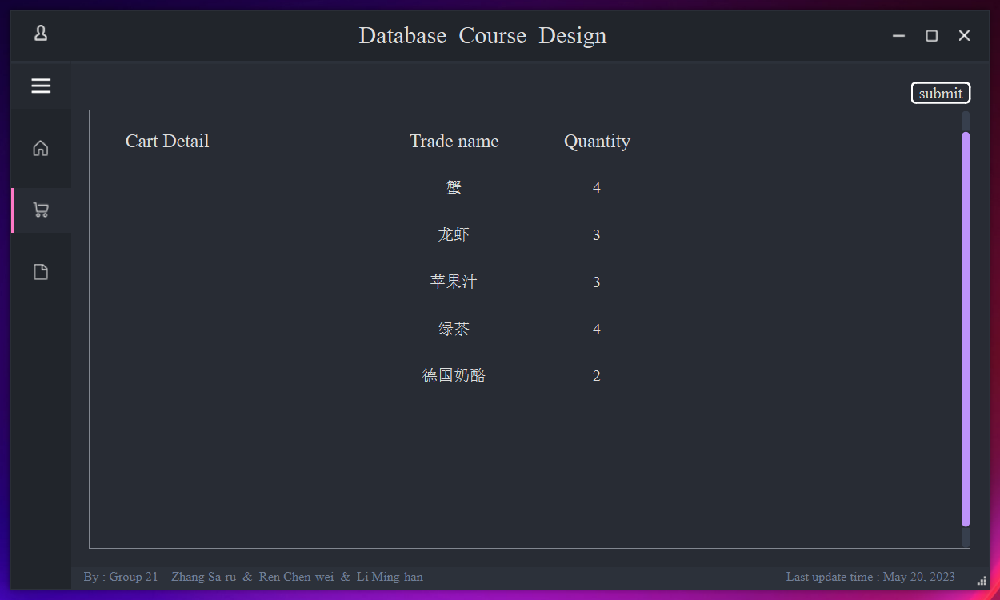 Database Course Design
submit
Cart Detail Trade name Quantity
蟹 4
龙虾 3
苹果汁 3
绿茶 4
德国奶酪 2
By : Group 21 Zhang Sa-ru & Ren Chen-wei & Li Ming-han Last update time : May 20, 2023